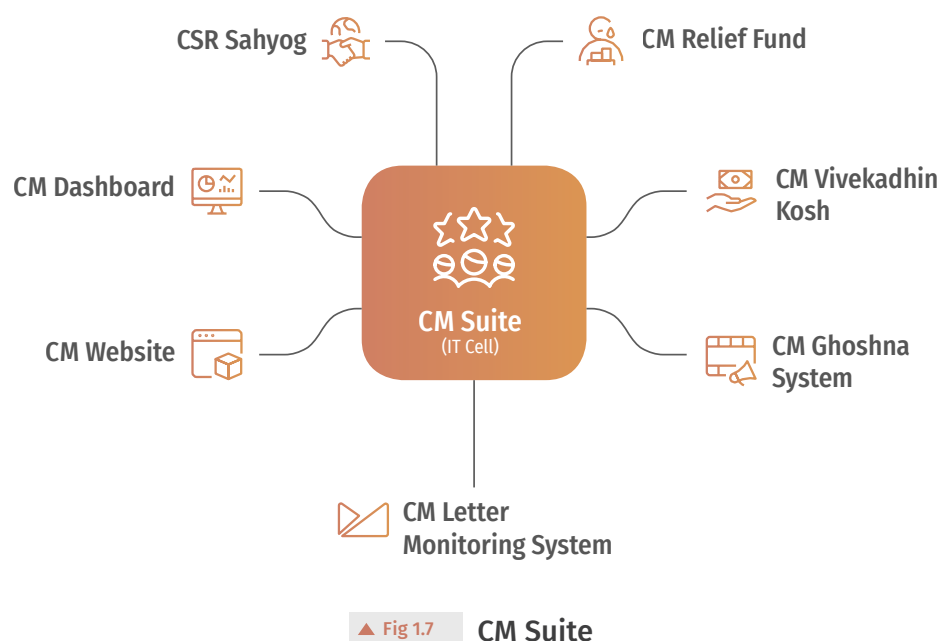 CSR Sahyog
CM Relief Fund
CM Dashboard
CM Vivekadhin
Kosh
CM Suite
(IT Cell)
CM Website
CM Ghoshna
System
CM Letter
Monitoring System
▲ Fig 1.7 CM Suite